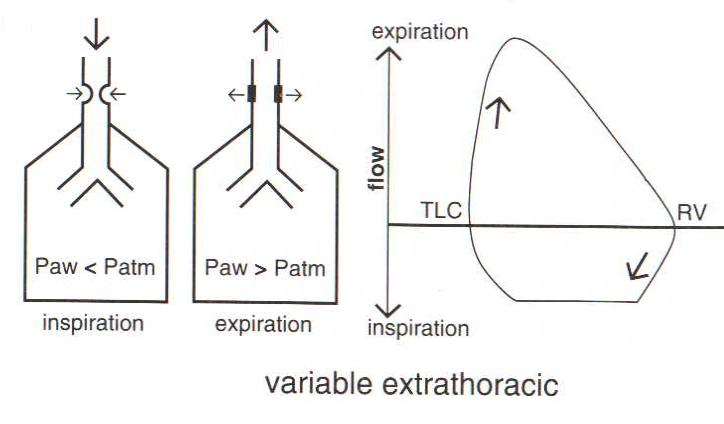 expiration
flow
TLC
RV
Paw < Patm
Paw > Patm
inspiration
expiration
inspiration
variable extrathoracic